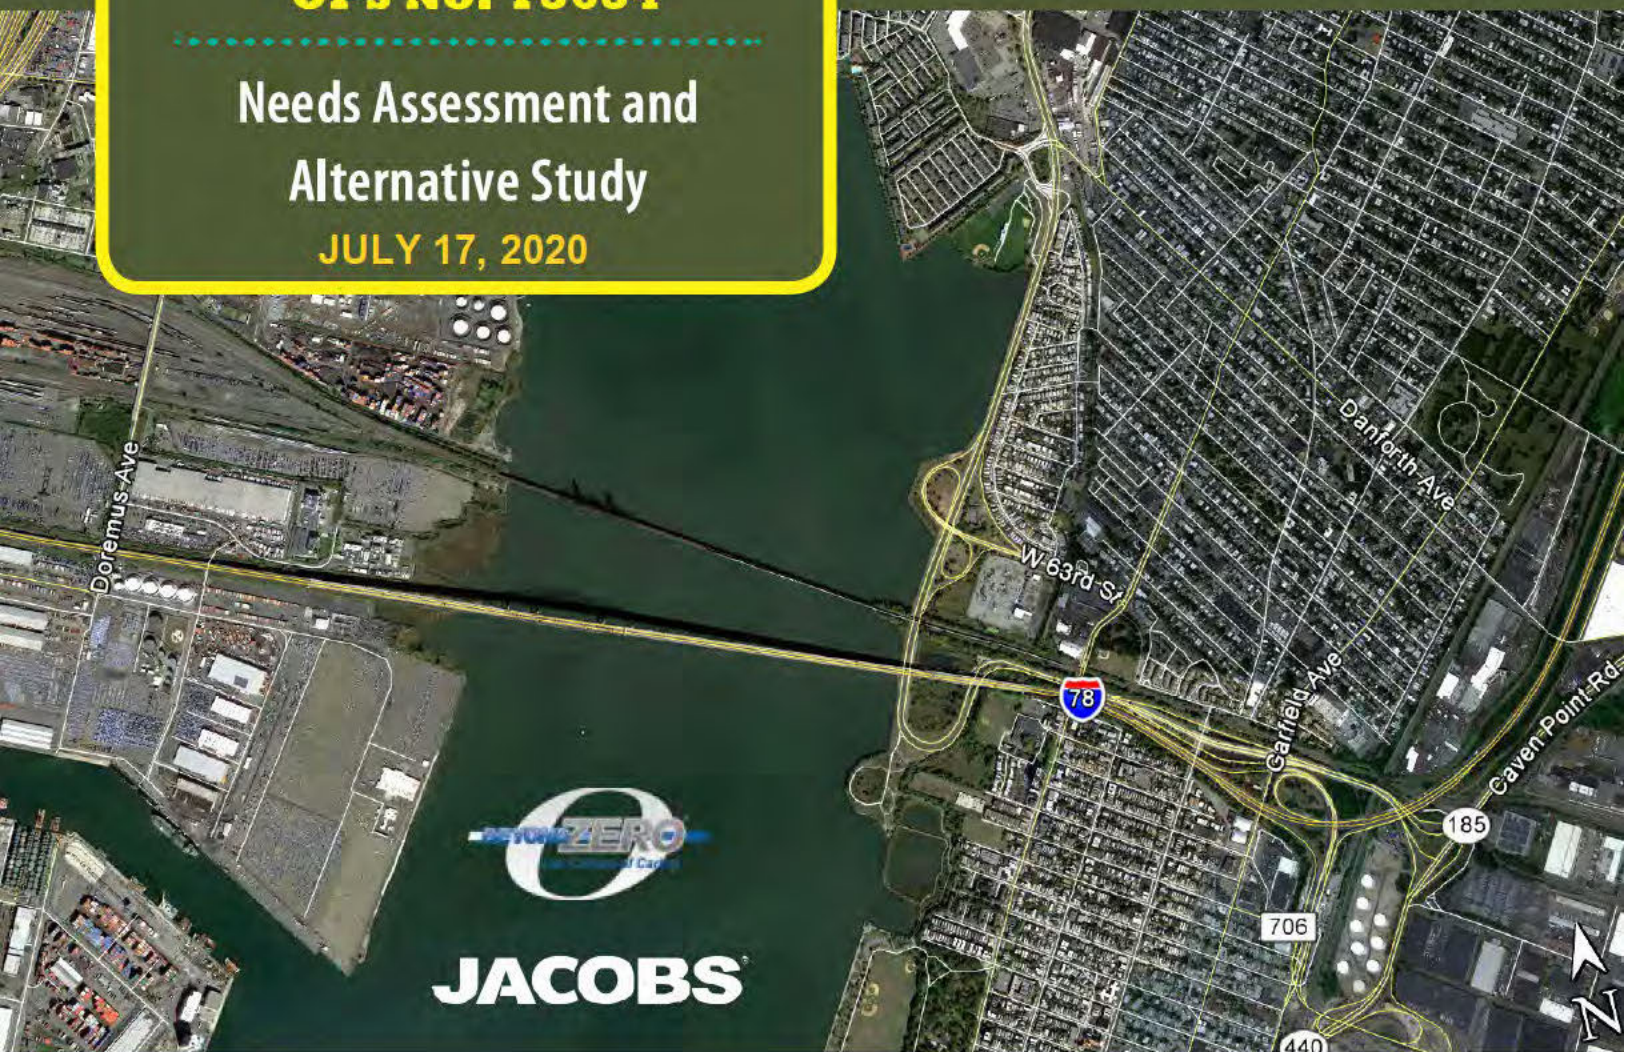 Needs Assessment and
Alternative Study
JULY 17, 2020
Danforth Ave
Doremus Ave
W 63rd St
78
Garfield Ave
Caven Point Rd
185
BEYOND ZERO
706
JACOBS
N
440